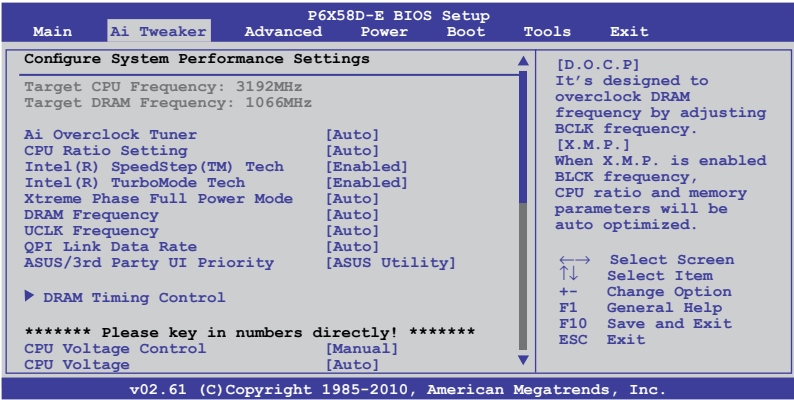 P6X58D-E BIOS Setup
Main Ai Tweaker Advanced Power Boot Tools Exit
Configure System Performance Settings
Target CPU Frequency: 3192MHz
Target DRAM Frequency: 1066MHz
Ai Overclock Tuner [Auto]
CPU Ratio Setting [Auto]
Intel(R) SpeedStep(TM) Tech [Enabled]
Intel(R) TurboMode Tech [Enabled]
Xtreme Phase Full Power Mode [Auto]
DRAM Frequency [Auto]
UCLK Frequency [Auto]
QPI Link Data Rate [Auto]
ASUS/3rd Party UI Priority [ASUS Utility]
DRAM Timing Control
******* Please key in numbers directly! *******
CPU Voltage Control [Manual]
CPU Voltage [Auto]
[D.O.C.P]
It's designed to
overclock DRAM
frequency by adjusting
BCLK frequency.
[X.M.P.]
When X.M.P. is enabled
BLCK frequency,
CPU ratio and memory
parameters will be
auto optimized.
←→ Select Screen
↑↓ Select Item
+- Change Option
F1 General Help
F10 Save and Exit
ESC Exit
v02.61 (C)Copyright 1985-2010, American Megatrends, Inc.